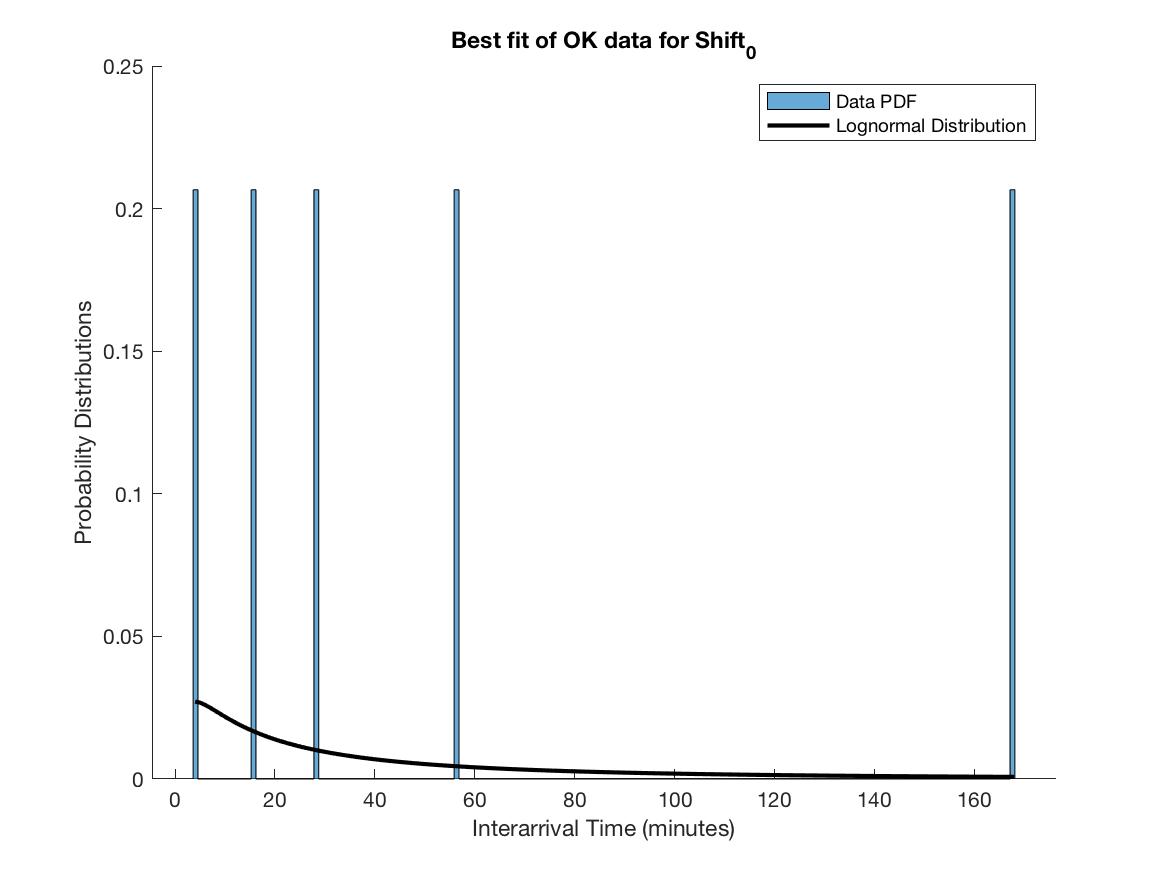 Best fit of OK data for Shift₀
0.25
0.2
0.15
0.1
0.05
0
Probability Distributions
Data PDF
Lognormal Distribution
0 20 40 60 80 100 120 140 160
Interarrival Time (minutes)